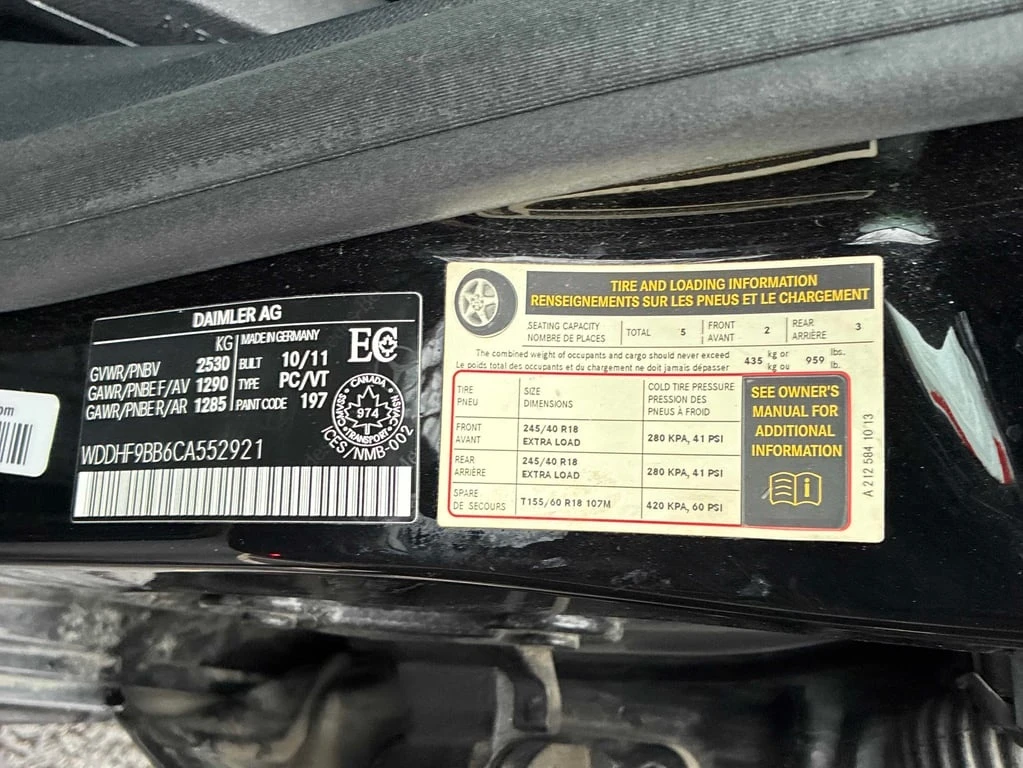 DAIMLER AG
KG MADE IN GERMANY
EC
GVWR/PNBV 2530 BUILT 10/11
GAWR/PNBE F/AV 1290 TYPE PC/VT
GAWR/PNBE R/AR 1285 PAINT CODE 197
CANADA
974
TRANSPORT
ICES/NMB-002
WDDHF9BB6CA552921
om
TIRE AND LOADING INFORMATION
RENSEIGNEMENTS SUR LES PNEUS ET LE CHARGEMENT
SEATING CAPACITY
NOMBRE DE PLACES
TOTAL 5
FRONT
AVANT
2
REAR
ARRIÈRE
3
The combined weight of occupants and cargo should never exceed
Le poids total des occupants et du chargement ne doit jamais dépasser
435 kg or
kg ou
959 lbs.
lb.
TIRE
PNEU
SIZE
DIMENSIONS
COLD TIRE PRESSURE
PRESSION DES
PNEUS À FROID
FRONT
AVANT
245/40 R18
EXTRA LOAD
280 KPA, 41 PSI
REAR
ARRIÈRE
245/40 R18
EXTRA LOAD
280 KPA, 41 PSI
SPARE
DE SECOURS
T155/60 R18 107M
420 KPA, 60 PSI
SEE OWNER'S
MANUAL FOR
ADDITIONAL
INFORMATION
A 212 584 10 13